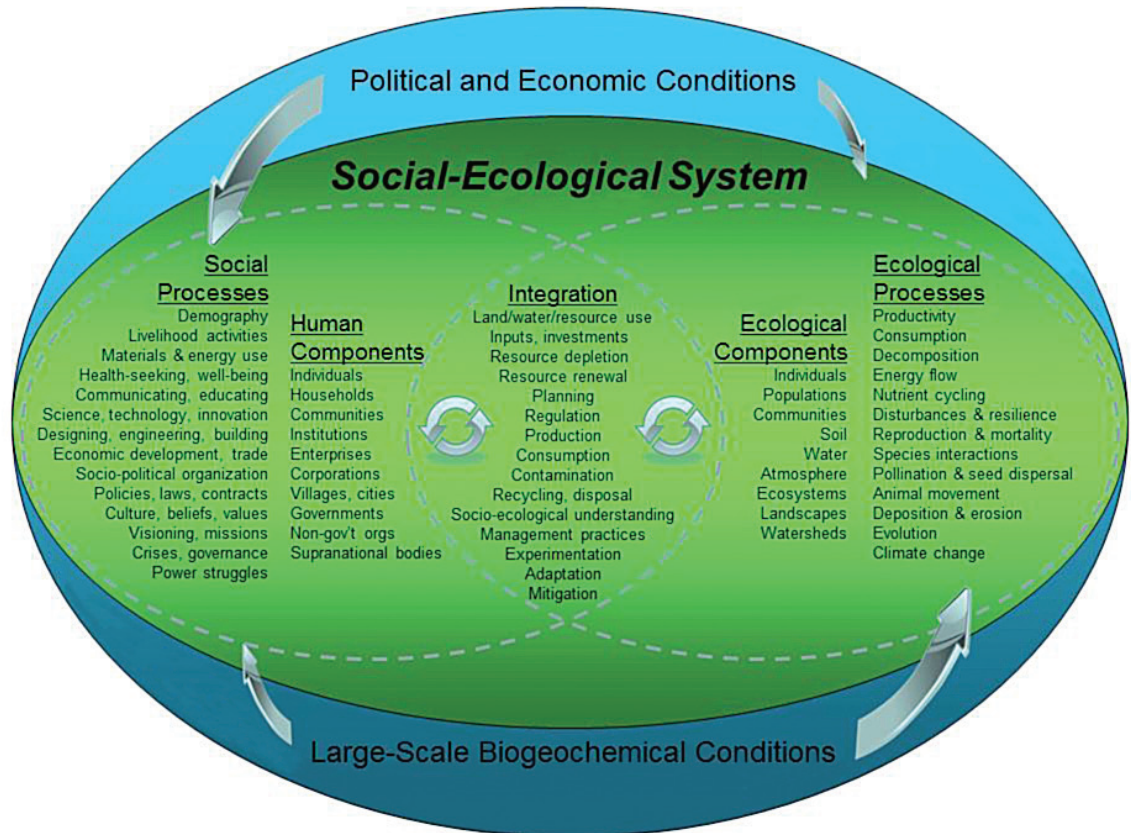 Political and Economic Conditions
Social-Ecological System
Social
Processes
Demography
Livelihood activities
Materials & energy use
Health-seeking, well-being
Communicating, educating
Science, technology, innovation
Designing, engineering, building
Economic development, trade
Socio-political organization
Policies, laws, contracts
Culture, beliefs, values
Visioning, missions
Crises, governance
Power struggles
Human
Components
Individuals
Households
Communities
Institutions
Enterprises
Corporations
Villages, cities
Governments
Non-gov't orgs
Supranational bodies
Integration
Land/water/resource use
Inputs, investments
Resource depletion
Resource renewal
Planning
Regulation
Production
Consumption
Contamination
Recycling, disposal
Socio-ecological understanding
Management practices
Experimentation
Adaptation
Mitigation
Ecological
Components
Individuals
Populations
Communities
Soil
Water
Atmosphere
Ecosystems
Landscapes
Watersheds
Ecological
Processes
Productivity
Consumption
Decomposition
Energy flow
Nutrient cycling
Disturbances & resilience
Reproduction & mortality
Species interactions
Pollination & seed dispersal
Animal movement
Deposition & erosion
Evolution
Climate change
Large-Scale Biogeochemical Conditions